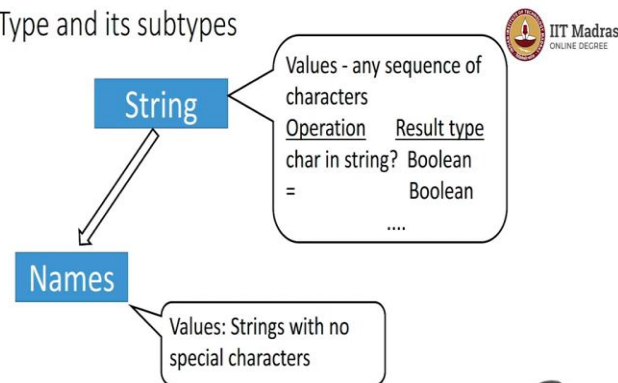 Type and its subtypes
IIT Madras
ONLINE DEGREE
String
Values - any sequence of
characters
Operation Result type
char in string? Boolean
= Boolean
....
Names
Values: Strings with no
special characters